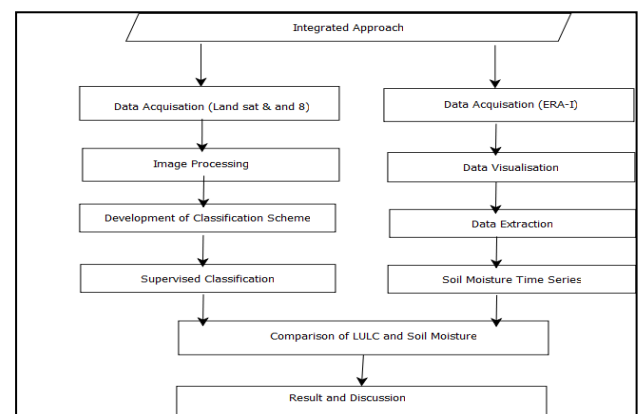 Integrated Approach
Data Acquisation (Land sat & and 8)
Image Processing
Development of Classification Scheme
Supervised Classification
Data Acquisation (ERA-I)
Data Visualisation
Data Extraction
Soil Moisture Time Series
Comparison of LULC and Soil Moisture
Result and Discussion